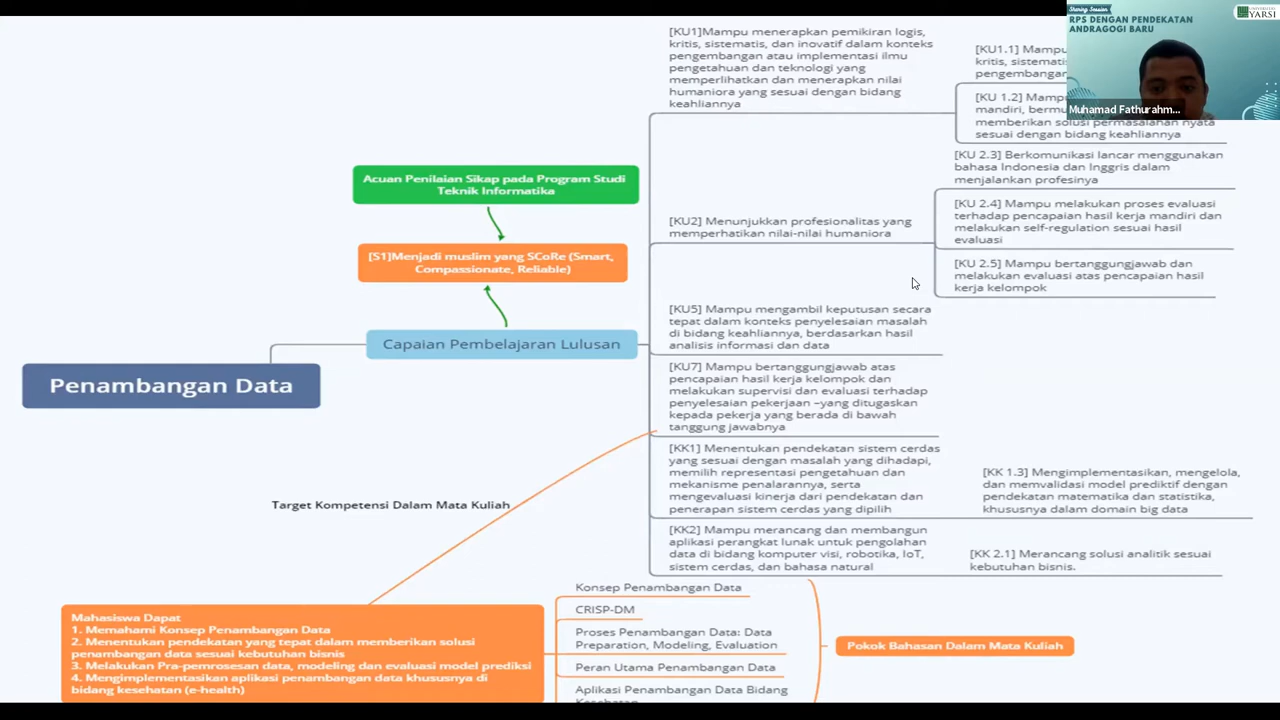 Sharing Session
YARSI
RPS DENGAN PENDEKATAN
ANDRAGOGI BARU
Muhamad Fathurahm...
[KU1]Mampu menerapkan pemikiran logis,
kritis, sistematis, dan inovatif dalam konteks
pengembangan atau implementasi ilmu
pengetahuan dan teknologi yang
memperlihatkan dan menerapkan nilai
humaniora yang sesuai dengan bidang
keahliannya
[KU1.1] Mampu
kritis, sistematis
pengembangan
[KU 1.2] Mampu
mandiri, bermu
memberikan solusi permasalahan nyata
sesuai dengan bidang keahliannya
Acuan Penilaian Sikap pada Program Studi
Teknik Informatika
[S1]Menjadi muslim yang SCoRe (Smart,
Compassionate, Reliable)
Capaian Pembelajaran Lulusan
Penambangan Data
[KU2] Menunjukkan profesionalitas yang
memperhatikan nilai-nilai humaniora
[KU 2.3] Berkomunikasi lancar menggunakan
bahasa Indonesia dan Inggris dalam
menjalankan profesinya
[KU 2.4] Mampu melakukan proses evaluasi
terhadap pencapaian hasil kerja mandiri dan
melakukan self-regulation sesuai hasil
evaluasi
[KU 2.5] Mampu bertanggungjawab dan
melakukan evaluasi atas pencapaian hasil
kerja kelompok
[KU5] Mampu mengambil keputusan secara
tepat dalam konteks penyelesaian masalah
di bidang keahliannya, berdasarkan hasil
analisis informasi dan data
[KU7] Mampu bertanggungjawab atas
pencapaian hasil kerja kelompok dan
melakukan supervisi dan evaluasi terhadap
penyelesaian pekerjaan –yang ditugaskan
kepada pekerja yang berada di bawah
tanggung jawabnya
[KK1] Menentukan pendekatan sistem cerdas
yang sesuai dengan masalah yang dihadapi,
memilih representasi pengetahuan dan
mekanisme penalarannya, serta
mengevaluasi kinerja dari pendekatan dan
penerapan sistem cerdas yang dipilih
[KK 1.3] Mengimplementasikan, mengelola,
dan memvalidasi model prediktif dengan
pendekatan matematika dan statistika,
khususnya dalam domain big data
[KK2] Mampu merancang dan membangun
aplikasi perangkat lunak untuk pengolahan
data di bidang komputer visi, robotika, IoT,
sistem cerdas, dan bahasa natural
[KK 2.1] Merancang solusi analitik sesuai
kebutuhan bisnis.
Target Kompetensi Dalam Mata Kuliah
Mahasiswa Dapat
1. Memahami Konsep Penambangan Data
2. Menentukan pendekatan yang tepat dalam memberikan solusi
penambangan data sesuai kebutuhan bisnis
3. Melakukan Pra-pemrosesan data, modeling dan evaluasi model prediksi
4. Mengimplementasikan aplikasi penambangan data khususnya di
bidang kesehatan (e-health)
Konsep Penambangan Data
CRISP-DM
Proses Penambangan Data: Data
Preparation, Modeling, Evaluation
Peran Utama Penambangan Data
Aplikasi Penambangan Data Bidang
Pokok Bahasan Dalam Mata Kuliah